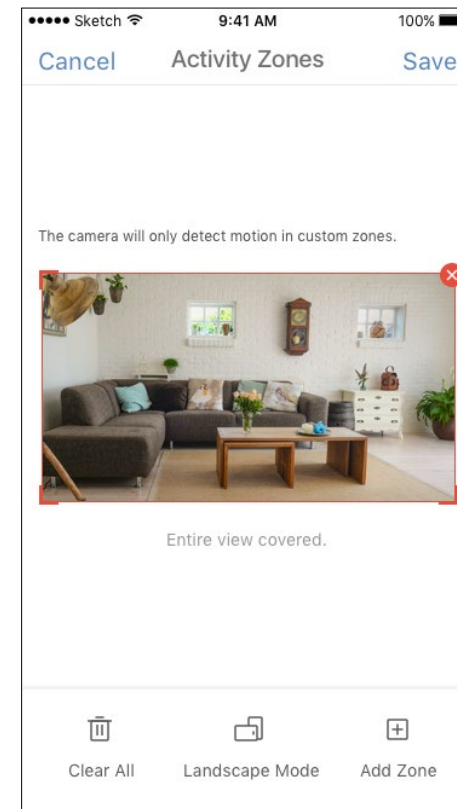 Sketch 9:41 AM 100%
Cancel Activity Zones Save
The camera will only detect motion in custom zones.
Entire view covered.
Clear All Landscape Mode Add Zone